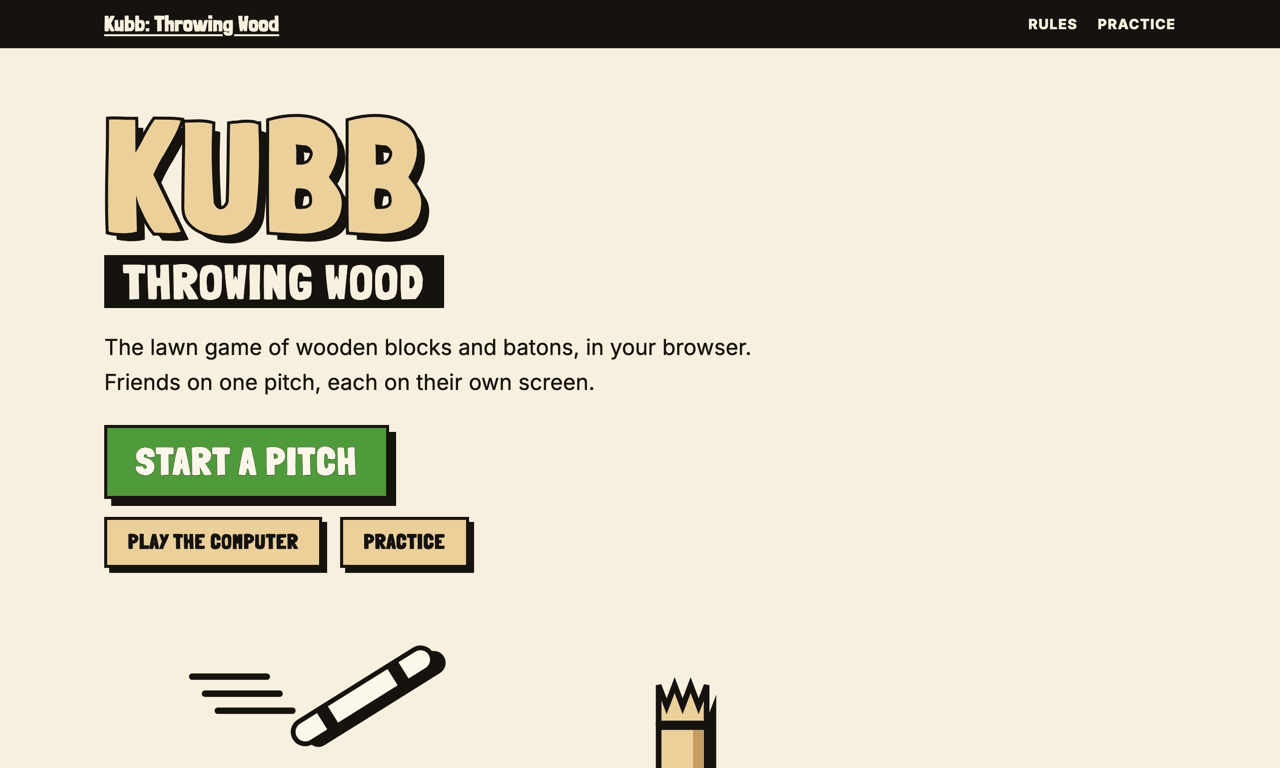 Kubb: Throwing Wood
RULES PRACTICE
KUBB
THROWING WOOD
The lawn game of wooden blocks and batons, in your browser.
Friends on one pitch, each on their own screen.
START A PITCH
PLAY THE COMPUTER PRACTICE